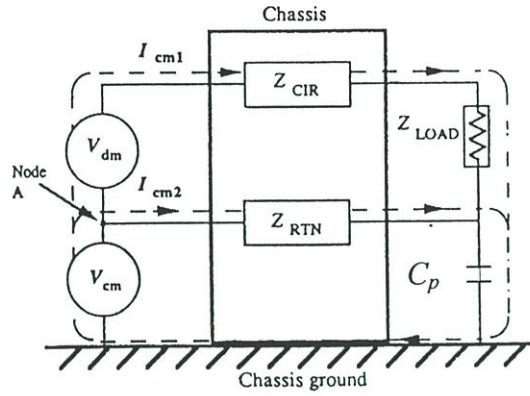 Chassis
I cm1
Z CIR
V dm
Z LOAD
Node
A
I cm2
Z RTN
V cm
C p
Chassis ground